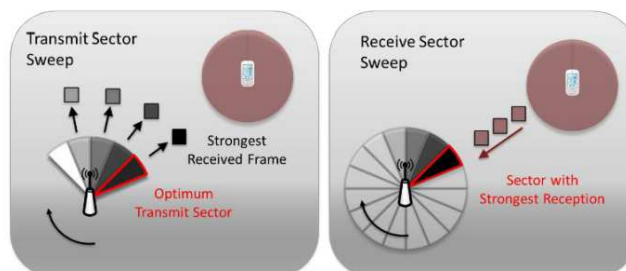 Transmit Sector
Sweep
Strongest
Received Frame
Optimum
Transmit Sector
Receive Sector
Sweep
Sector with
Strongest Reception